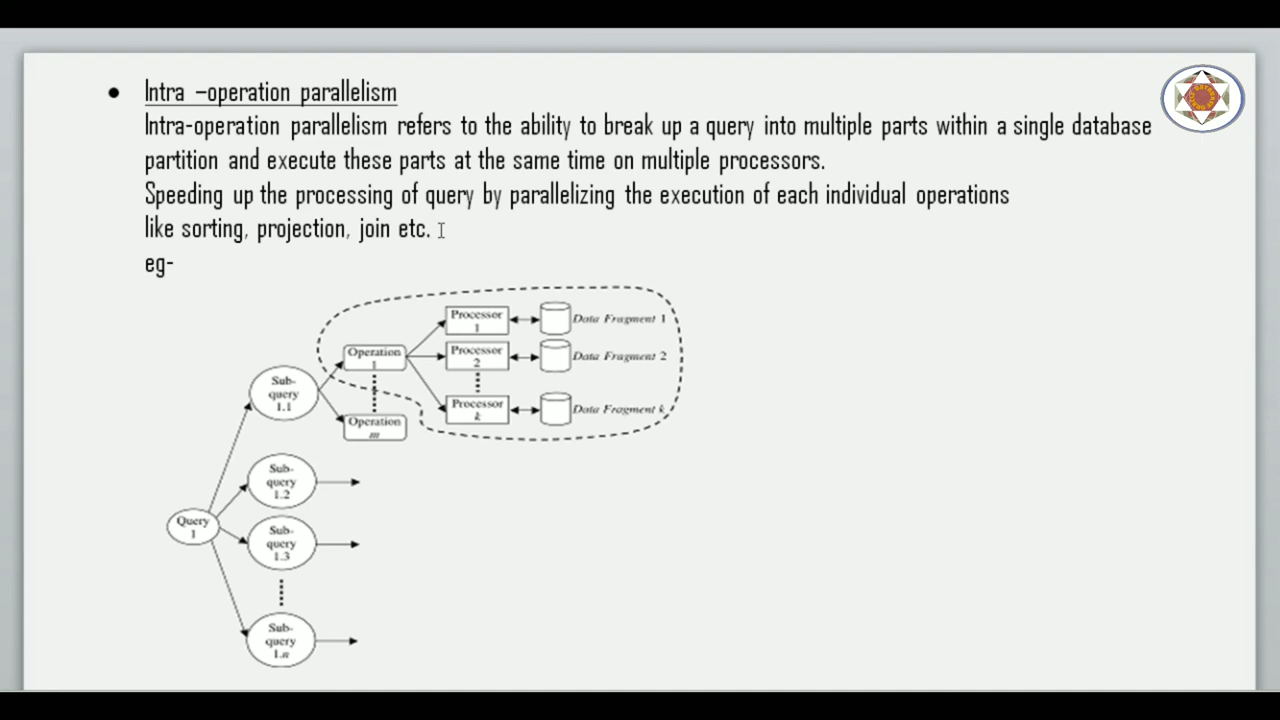 ● Intra –operation parallelism
Intra-operation parallelism refers to the ability to break up a query into multiple parts within a single database
partition and execute these parts at the same time on multiple processors.
Speeding up the processing of query by parallelizing the execution of each individual operations
like sorting, projection, join etc.
eg-
Processor
1
Data Fragment 1
Operation
1
Processor
2
Data Fragment 2
Sub-
query
1.1
Processor
k
Data Fragment k
Operation
m
Sub-
query
1.2
Query
1
Sub-
query
1.3
Sub-
query
1.n